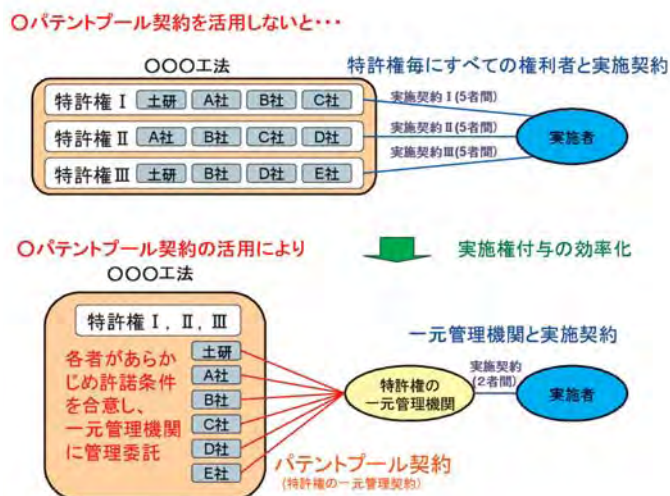 〇パテントプール契約を活用しないと・・・
〇〇〇工法
特許権毎にすべての権利者と実施契約
特許権Ⅰ 土研 A社 B社 C社
実施契約Ⅰ(5者間)
特許権Ⅱ A社 B社 C社 D社
実施契約Ⅱ(5者間)
実施者
特許権Ⅲ 土研 B社 D社 E社
実施契約Ⅲ(5者間)
〇パテントプール契約の活用により
実施権付与の効率化
〇〇〇工法
特許権Ⅰ,Ⅱ,Ⅲ
一元管理機関と実施契約
各者があらか
じめ許諾条件
を合意し、
一元管理機関
に管理委託
土研
A社
B社
C社
D社
E社
特許権の
一元管理機関
実施契約
(2者間)
実施者
パテントプール契約
(特許権の一元管理契約)